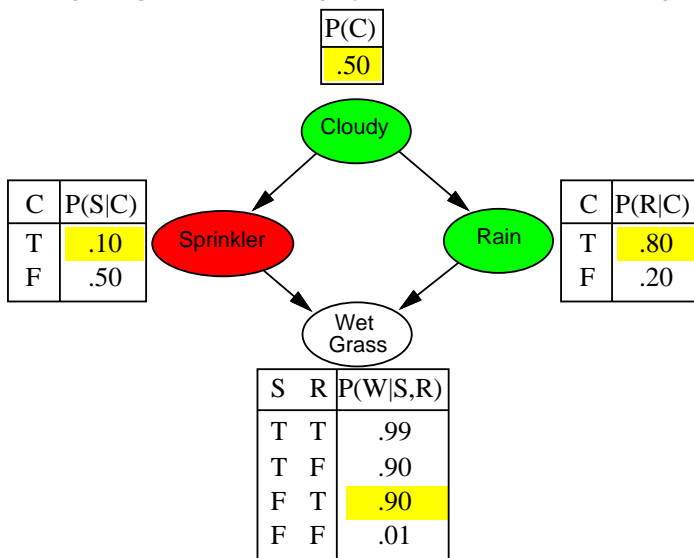 P(C)
.50
Cloudy
C P(S|C)
T .10
F .50
Sprinkler
Rain
C P(R|C)
T .80
F .20
Wet
Grass
S R P(W|S,R)
T T .99
T F .90
F T .90
F F .01